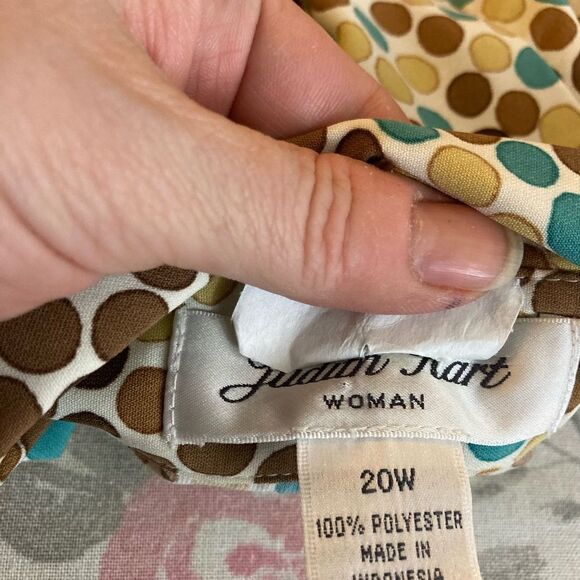 Judith Hart
WOMAN
20W
100% POLYESTER
MADE IN
INDONESIA